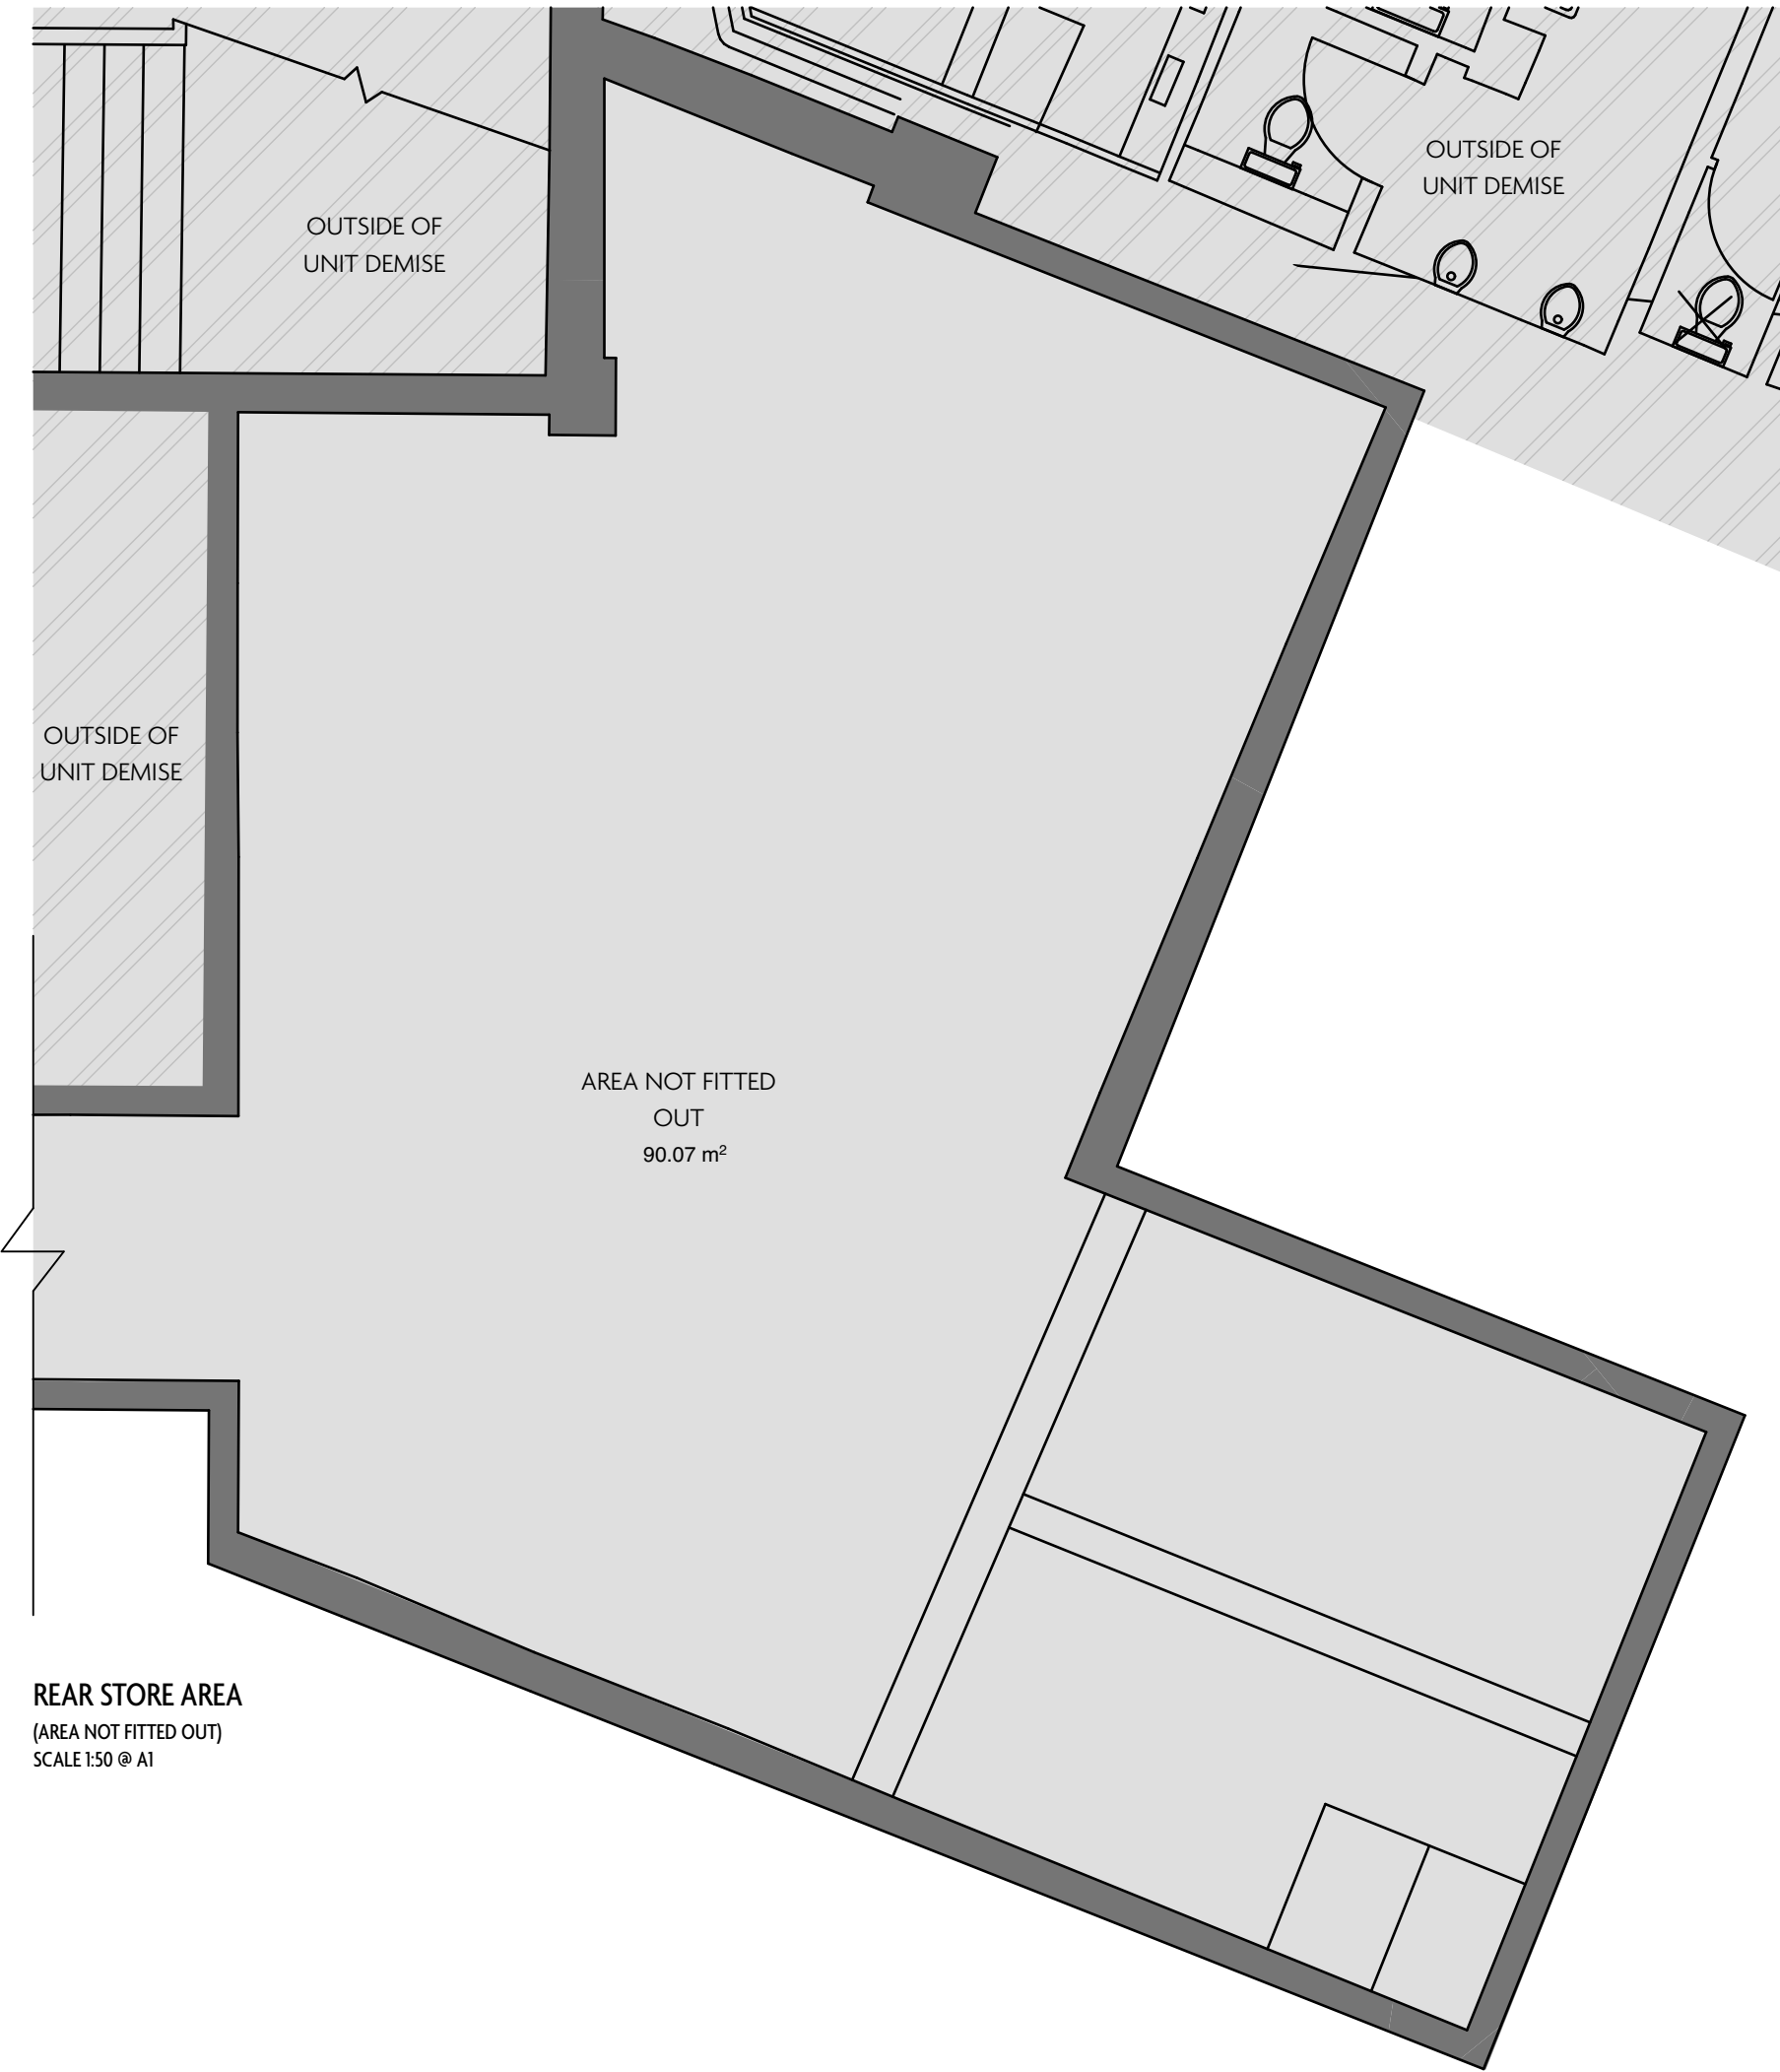 OUTSIDE OF
UNIT DEMISE
OUTSIDE OF
UNIT DEMISE
OUTSIDE OF
UNIT DEMISE
AREA NOT FITTED
OUT
90.07 m²
REAR STORE AREA
(AREA NOT FITTED OUT)
SCALE 1:50 @ A1